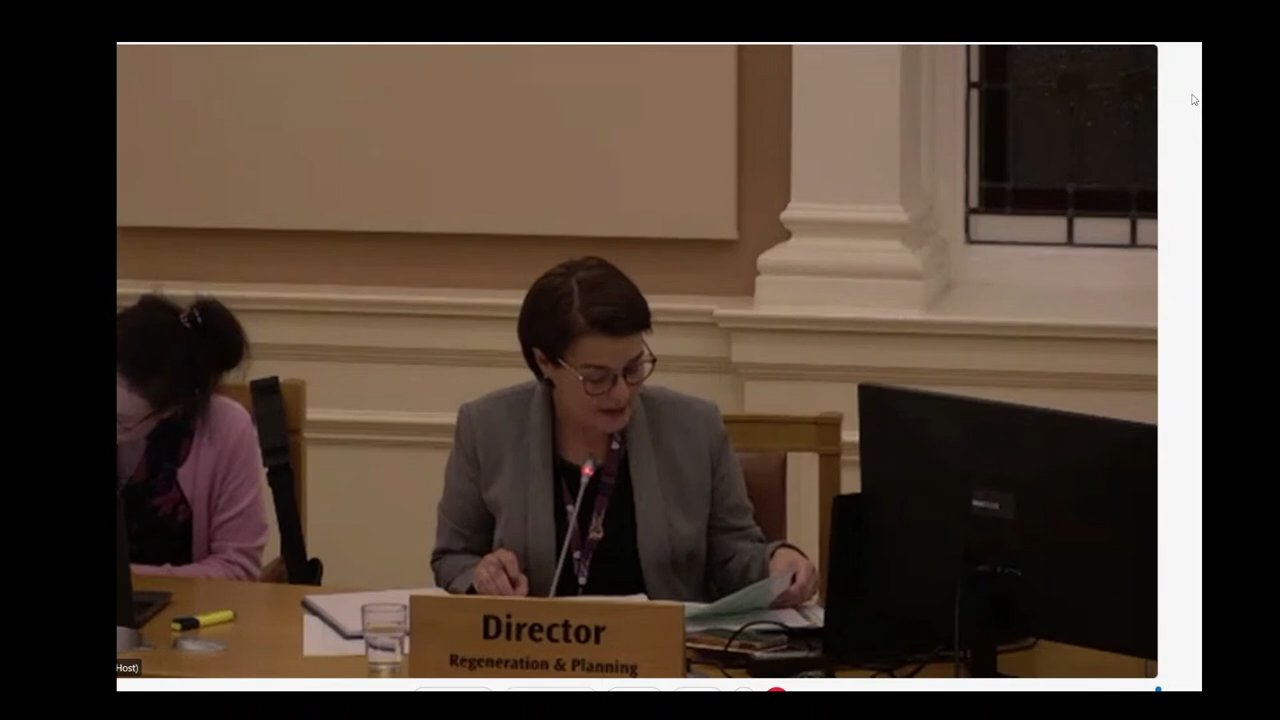 Director
Regeneration & Planning
Host)